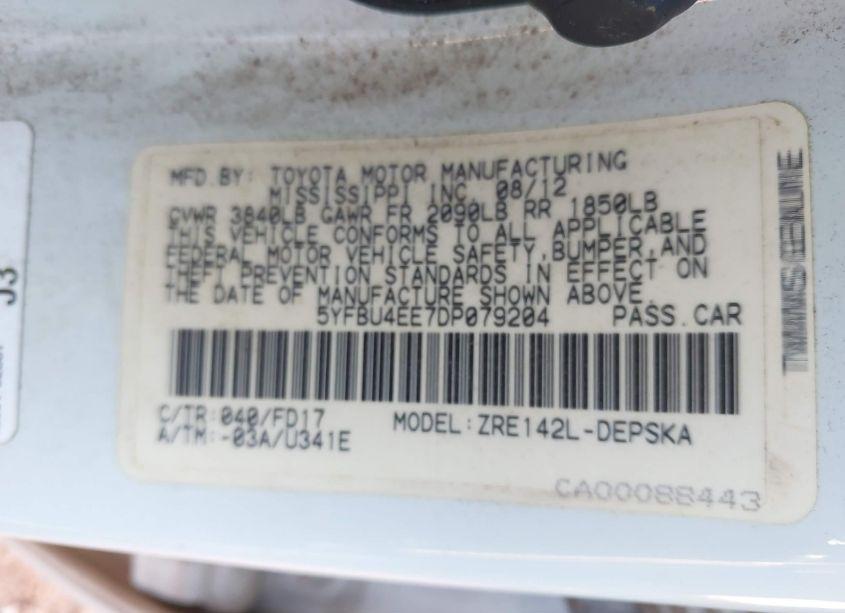 MFD.BY: TOYOTA MOTOR MANUFACTURING
MISSISSIPPI INC. 08/12
GVWR 3840LB GAWR FR 2090LB RR 1850LB
THIS VEHICLE CONFORMS TO ALL APPLICABLE
FEDERAL MOTOR VEHICLE SAFETY,BUMPER,AND
THEFT PREVENTION STANDARDS IN EFFECT ON
THE DATE OF MANUFACTURE SHOWN ABOVE.
5YFBU4EE7DP079204 PASS.CAR
C/TR:040/FD17
A/TM:-03A/U341E
MODEL:ZRE142L-DEPSKA
CA00088443
J3